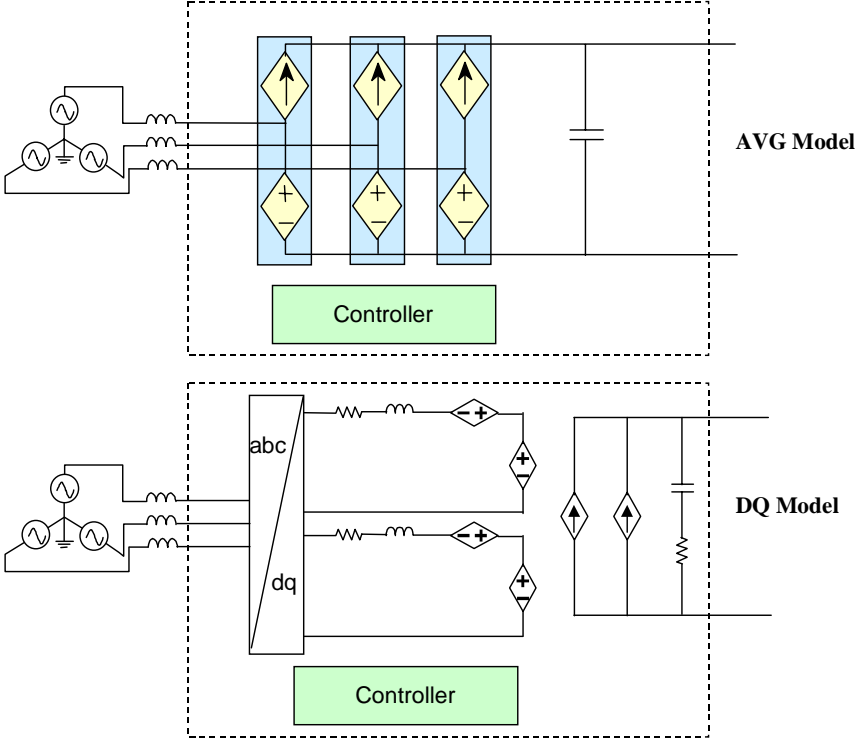 AVG Model
Controller
abc
dq
DQ Model
Controller